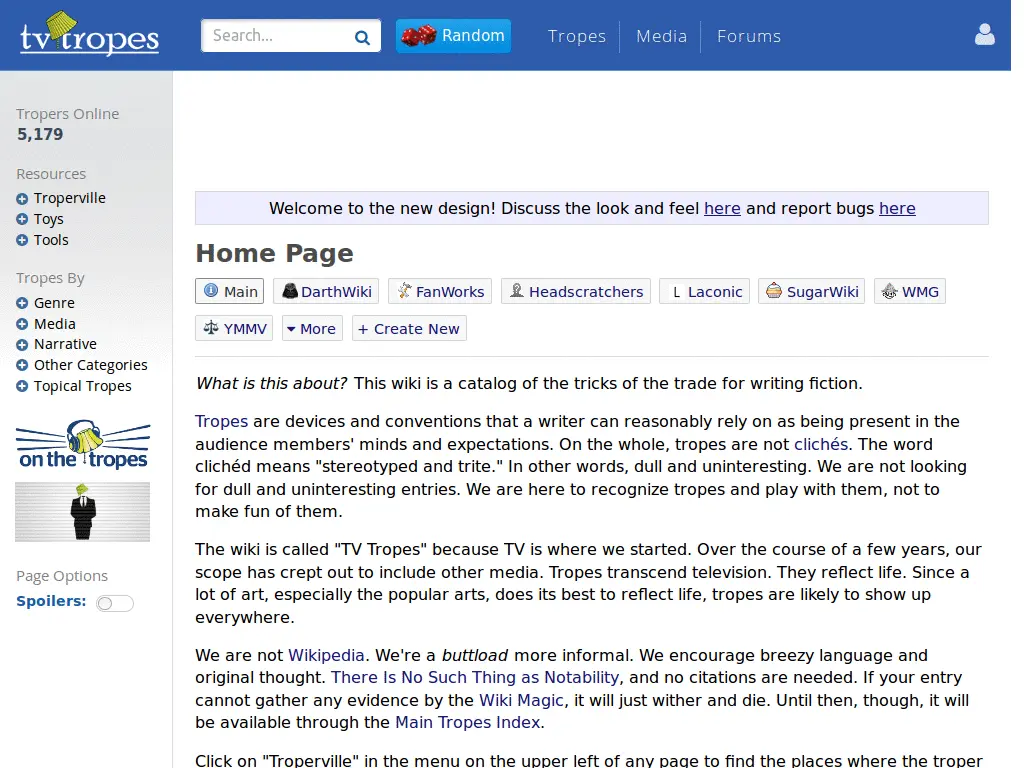 tvtropes
Search...
Random
Tropes
Media
Forums
Tropers Online
5,179
Resources
Troperville
Toys
Tools
Tropes By
Genre
Media
Narrative
Other Categories
Topical Tropes
on the tropes
Page Options
Spoilers:
Welcome to the new design! Discuss the look and feel here and report bugs here
Home Page
Main DarthWiki FanWorks Headscratchers Laconic SugarWiki WMG
YMMV More + Create New
What is this about? This wiki is a catalog of the tricks of the trade for writing fiction.
Tropes are devices and conventions that a writer can reasonably rely on as being present in the
audience members' minds and expectations. On the whole, tropes are not clichés. The word
clichéd means "stereotyped and trite." In other words, dull and uninteresting. We are not looking
for dull and uninteresting entries. We are here to recognize tropes and play with them, not to
make fun of them.
The wiki is called "TV Tropes" because TV is where we started. Over the course of a few years, our
scope has crept out to include other media. Tropes transcend television. They reflect life. Since a
lot of art, especially the popular arts, does its best to reflect life, tropes are likely to show up
everywhere.
We are not Wikipedia. We're a buttload more informal. We encourage breezy language and
original thought. There Is No Such Thing as Notability, and no citations are needed. If your entry
cannot gather any evidence by the Wiki Magic, it will just wither and die. Until then, though, it will
be available through the Main Tropes Index.
Click on "Troperville" in the menu on the upper left of any page to find the places where the troper